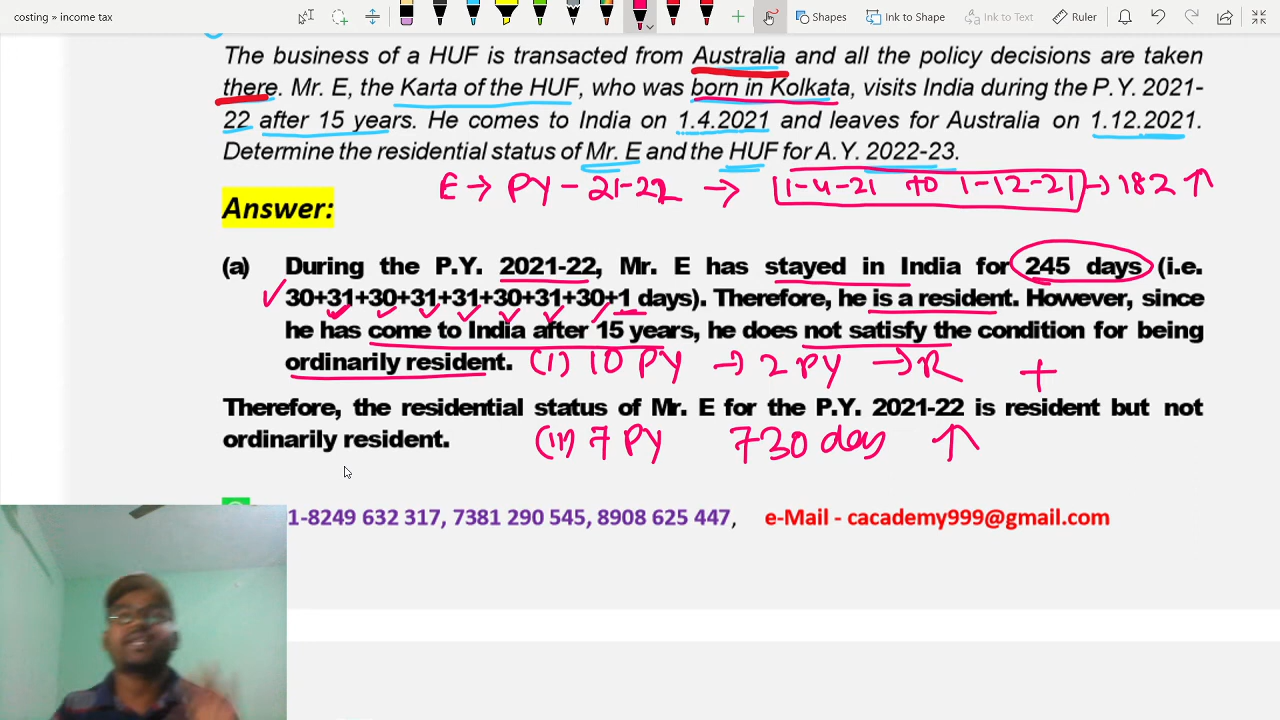 costing » income tax
Shapes Ink to Shape Ink to Text Ruler
The business of a HUF is transacted from Australia and all the policy decisions are taken
there. Mr. E, the Karta of the HUF, who was born in Kolkata, visits India during the P.Y. 2021-
22 after 15 years. He comes to India on 1.4.2021 and leaves for Australia on 1.12.2021.
Determine the residential status of Mr. E and the HUF for A.Y. 2022-23.
E → PY - 21-22 → 1-4-21 to 1-12-21 → 182 ↑
Answer:
(a) During the P.Y. 2021-22, Mr. E has stayed in India for 245 days (i.e.
30+31+30+31+31+30+31+30+1 days). Therefore, he is a resident. However, since
he has come to India after 15 years, he does not satisfy the condition for being
ordinarily resident. (i) 10 PY → 2 PY → R +
Therefore, the residential status of Mr. E for the P.Y. 2021-22 is resident but not
ordinarily resident. (ii) 7 PY 730 day ↑
1-8249 632 317, 7381 290 545, 8908 625 447, e-Mail - cacademy999@gmail.com